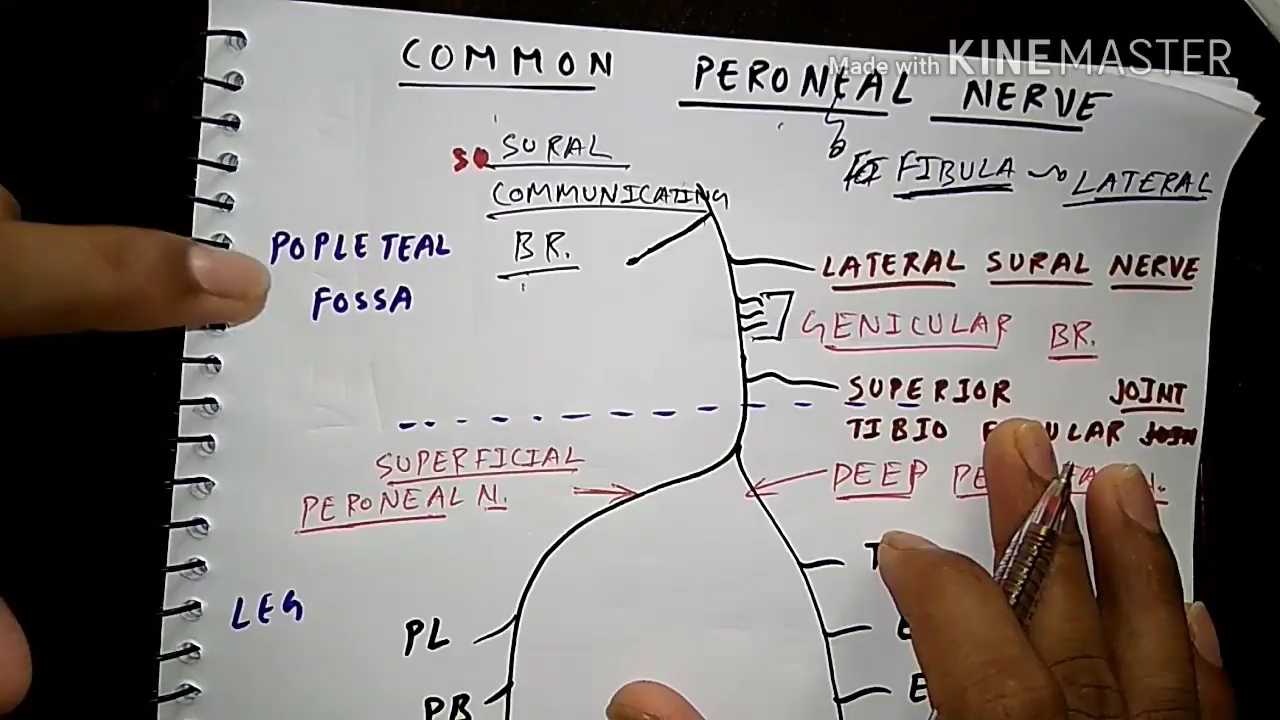 Made with KINEMASTER
COMMON PERONEAL NERVE
SURAL
COMMUNICATING
BR.
FIBULA LATERAL
POPLETEAL
FOSSA
LATERAL SURAL NERVE
GENICULAR BR.
SUPERIOR JOINT
TIBIO
SUPERFICIAL
PERONEAL N.
DEEP
LEG
PL
PB